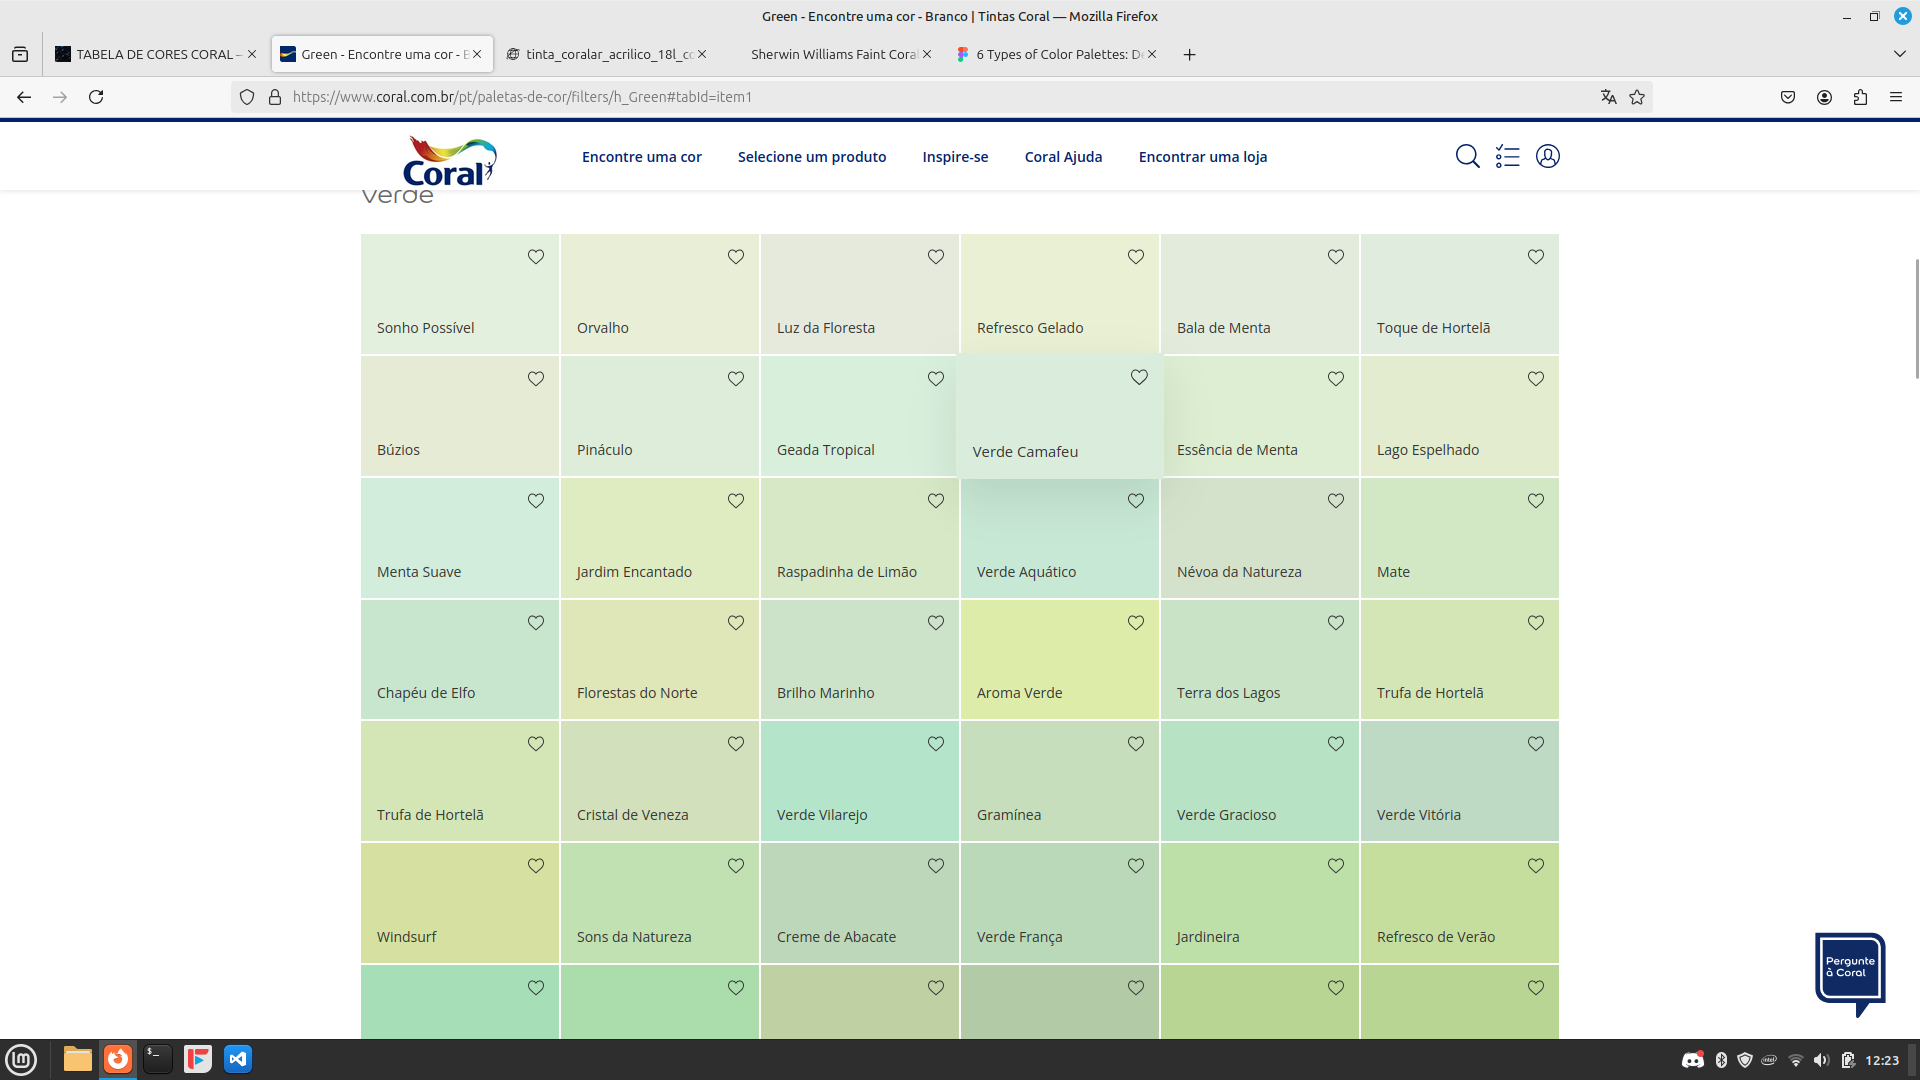 Green - Encontre uma cor - Branco | Tintas Coral — Mozilla Firefox
TABELA DE CORES CORAL –
Green - Encontre uma cor - B
tinta_coralar_acrilico_18l_cc
Sherwin Williams Faint Coral
6 Types of Color Palettes: De
https://www.coral.com.br/pt/paletas-de-cor/filters/h_Green#tabId=item1
Coral
Encontre uma cor
Selecione um produto
Inspire-se
Coral Ajuda
Encontrar uma loja
Verde
Sonho Possível
Orvalho
Luz da Floresta
Refresco Gelado
Bala de Menta
Toque de Hortelã
Búzios
Pináculo
Geada Tropical
Verde Camafeu
Essência de Menta
Lago Espelhado
Menta Suave
Jardim Encantado
Raspadinha de Limão
Verde Aquático
Névoa da Natureza
Mate
Chapéu de Elfo
Florestas do Norte
Brilho Marinho
Aroma Verde
Terra dos Lagos
Trufa de Hortelã
Trufa de Hortelã
Cristal de Veneza
Verde Vilarejo
Gramínea
Verde Gracioso
Verde Vitória
Windsurf
Sons da Natureza
Creme de Abacate
Verde França
Jardineira
Refresco de Verão
Pergunte
à Coral
12:23